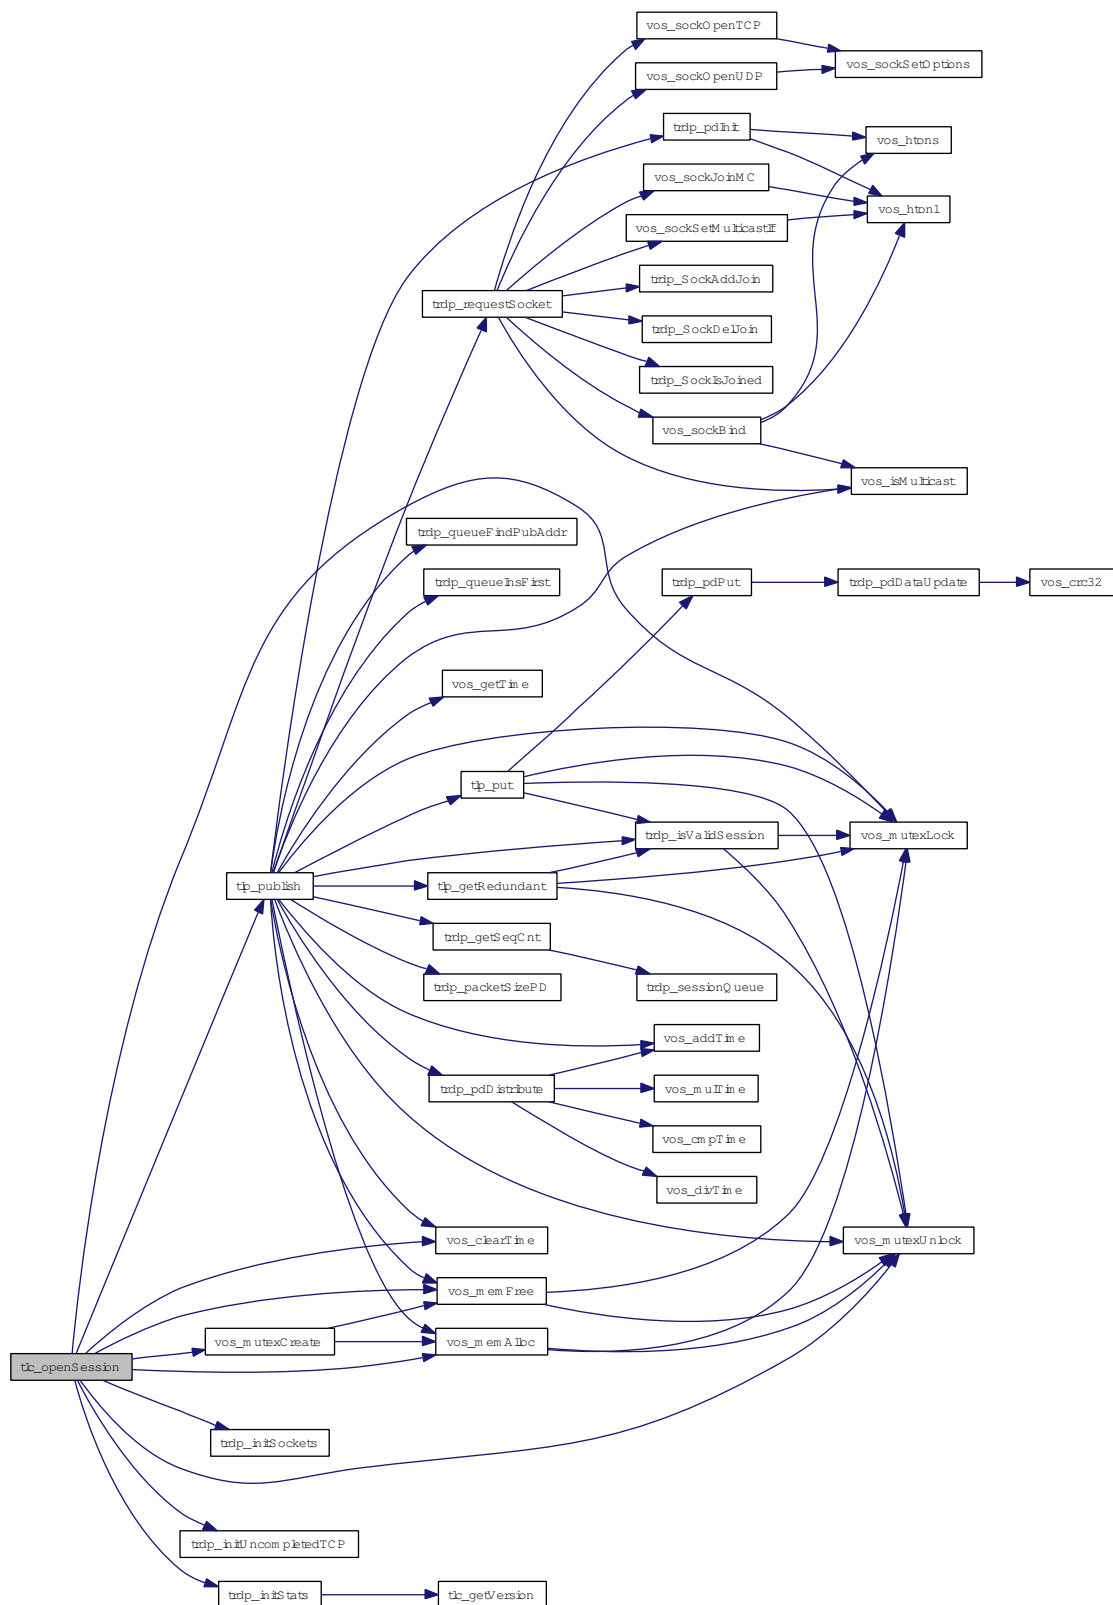 vos_sockOpenTCP
vos_sockSetOptions
vos_sockOpenUDP
trdp_pdInit
vos_htons
vos_sockJoinMC
vos_htonl
vos_sockSetMulticastIf
trdp_SockAddJoin
trdp_requestSocket
trdp_SockDelJoin
trdp_SockIsJoined
vos_sockBind
vos_isMulticast
trdp_queueFindPubAddr
trdp_queueInsFirst
trdp_pdPut
trdp_pdDataUpdate
vos_crc32
vos_getTime
tlp_put
trdp_isValidSession
vos_mutexLock
tlp_publish
tlp_getRedundant
trdp_getSeqCnt
trdp_packetSizePD
trdp_sessionQueue
vos_addTime
trdp_pdDistribute
vos_mulTime
vos_cmpTime
vos_divTime
vos_clearTime
vos_mutexUnlock
vos_memFree
vos_mutexCreate
vos_memAlloc
tlc_openSession
trdp_initSockets
trdp_initUncompletedTCP
trdp_initStats
tlc_getVersion